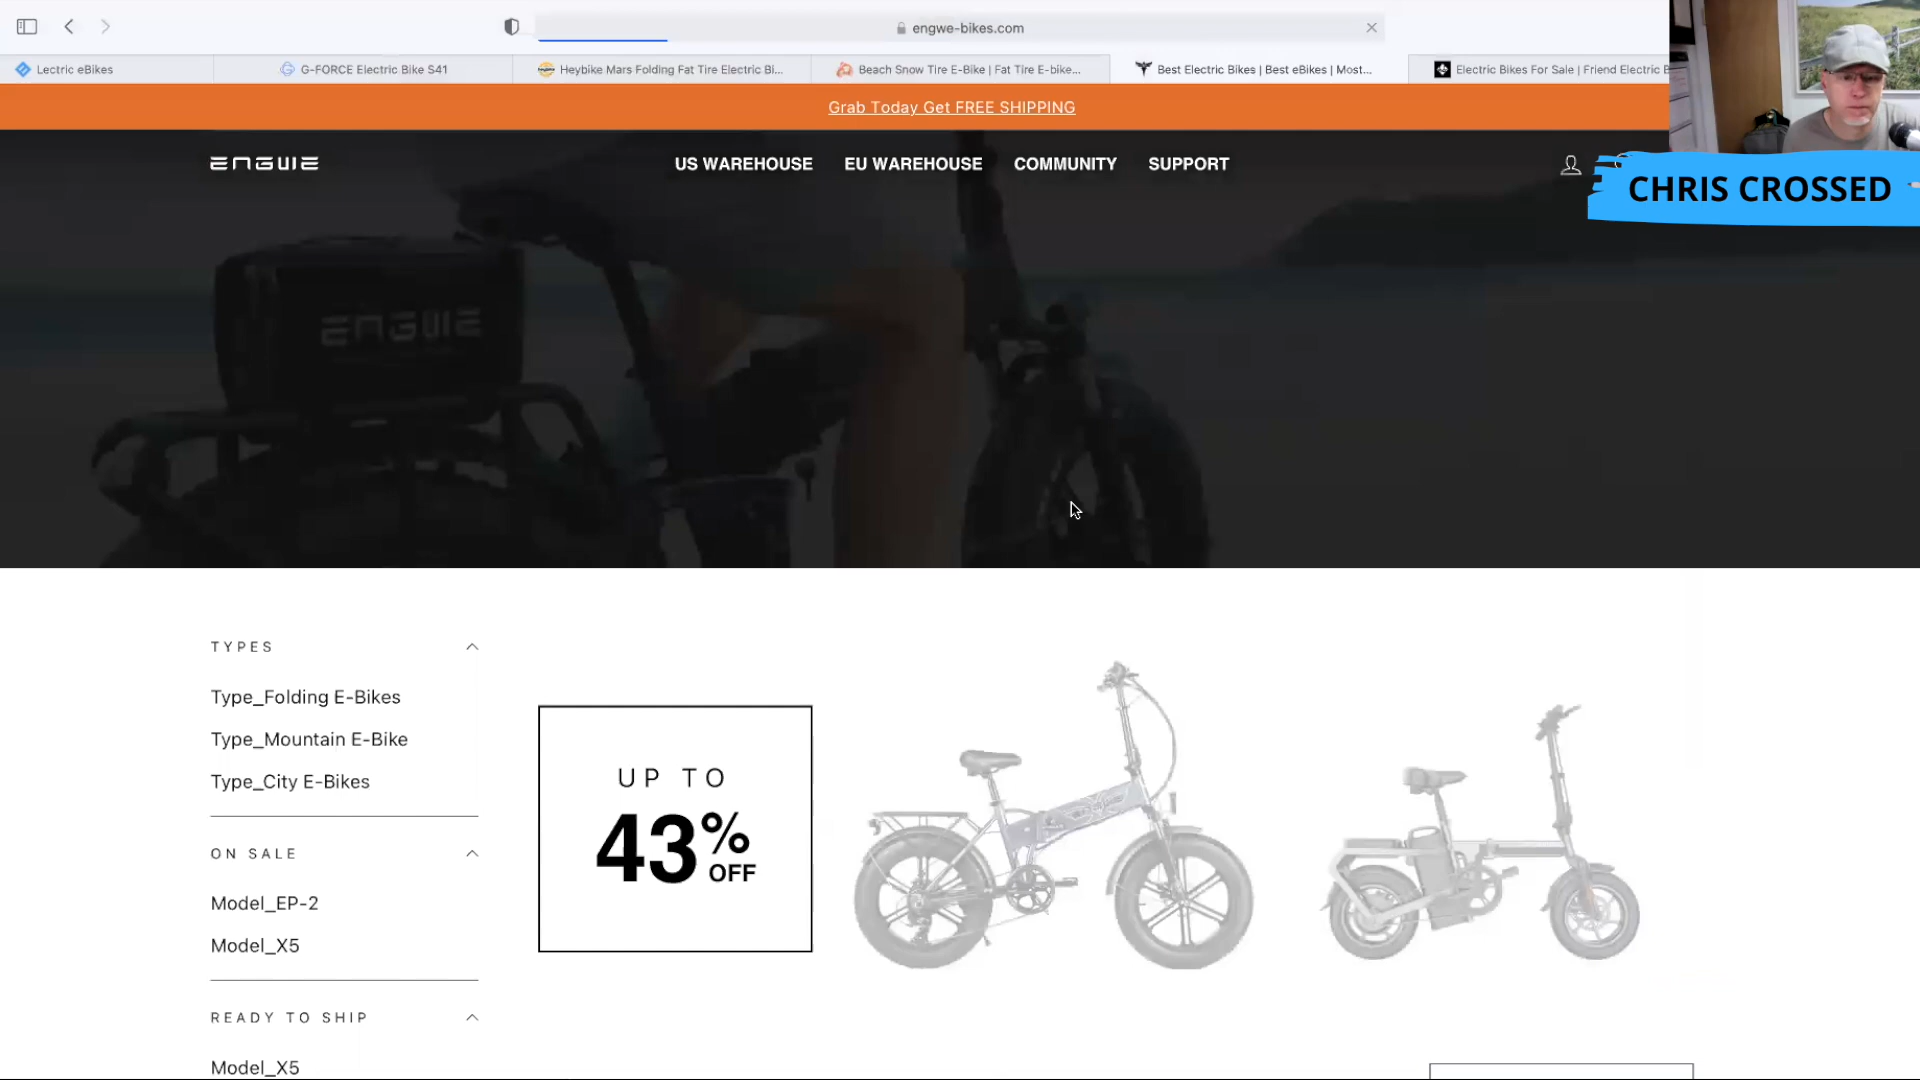 engwe-bikes.com
Lectric eBikes
G-FORCE Electric Bike S41
Heybike Mars Folding Fat Tire Electric Bi...
Beach Snow Tire E-Bike | Fat Tire E-bike...
Best Electric Bikes | Best eBikes | Most...
Electric Bikes For Sale | Friend Electric B
Grab Today Get FREE SHIPPING
ENGWE
US WAREHOUSE
EU WAREHOUSE
COMMUNITY
SUPPORT
CHRIS CROSSED
ENGWE
TYPES
Type_Folding E-Bikes
Type_Mountain E-Bike
Type_City E-Bikes
ON SALE
Model_EP-2
Model_X5
READY TO SHIP
Model_X5
UP TO
43%
OFF